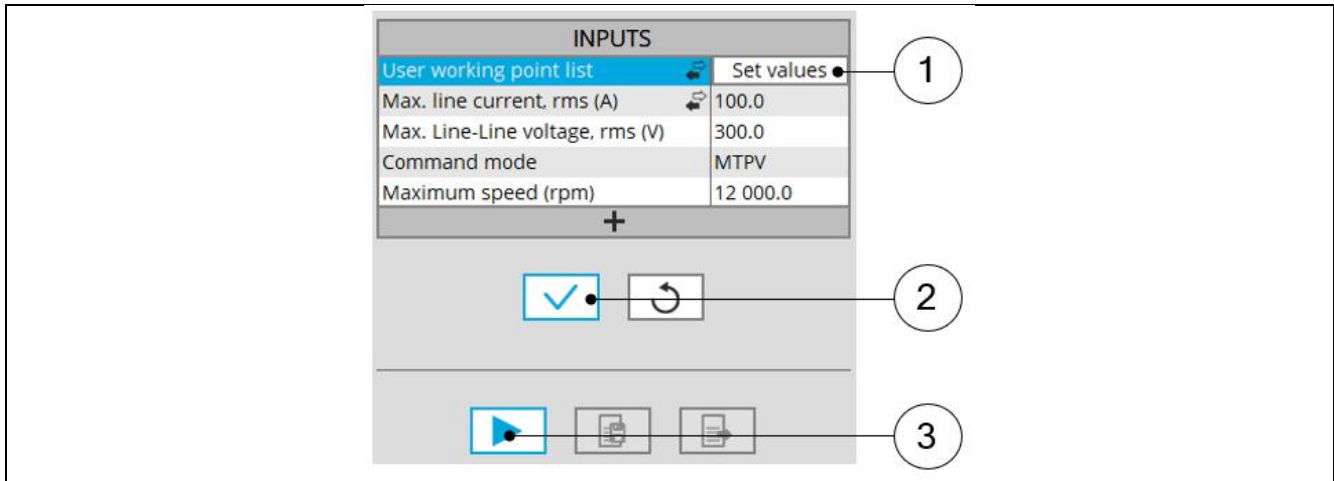 INPUTS
User working point list Set values
1
Max. line current, rms (A) 100.0
Max. Line-Line voltage, rms (V) 300.0
Command mode MTPV
Maximum speed (rpm) 12 000.0
+
2
3